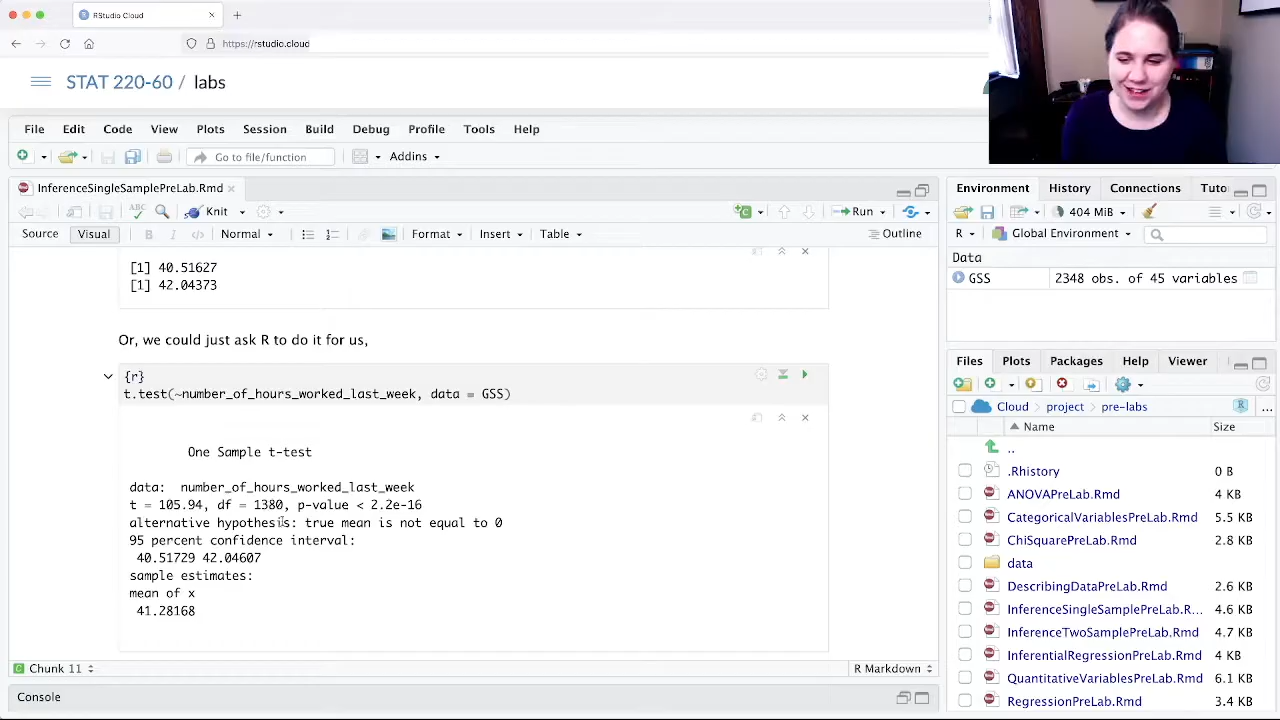 RStudio Cloud
https://rstudio.cloud
STAT 220-60 / labs
File Edit Code View Plots Session Build Debug Profile Tools Help
Go to file/function Addins
InferenceSingleSamplePreLab.Rmd
ABC Knit Run
Source Visual B I Normal Format Insert Table Outline
[1] 40.51627
[1] 42.04373
Or, we could just ask R to do it for us,
{r}
t.test(~number_of_hours_worked_last_week, data = GSS)
One Sample t-test
data: number_of_hours_worked_last_week
t = 105.94, df = 1380, p-value < 2.2e-16
alternative hypothesis: true mean is not equal to 0
95 percent confidence interval:
40.51729 42.04607
sample estimates:
mean of x
41.28168
Chunk 11 R Markdown
Console
Environment History Connections Tuto
404 MiB
R Global Environment
Data
GSS 2348 obs. of 45 variables
Files Plots Packages Help Viewer
Cloud project pre-labs R ...
Name Size
..
.Rhistory 0 B
ANOVAPreLab.Rmd 4 KB
CategoricalVariablesPreLab.Rmd 5.5 KB
ChiSquarePreLab.Rmd 2.8 KB
data
DescribingDataPreLab.Rmd 2.6 KB
InferenceSingleSamplePreLab.R... 4.6 KB
InferenceTwoSamplePreLab.Rmd 4.7 KB
InferentialRegressionPreLab.Rmd 4 KB
QuantitativeVariablesPreLab.Rmd 6.1 KB
RegressionPreLab.Rmd 3.4 KB